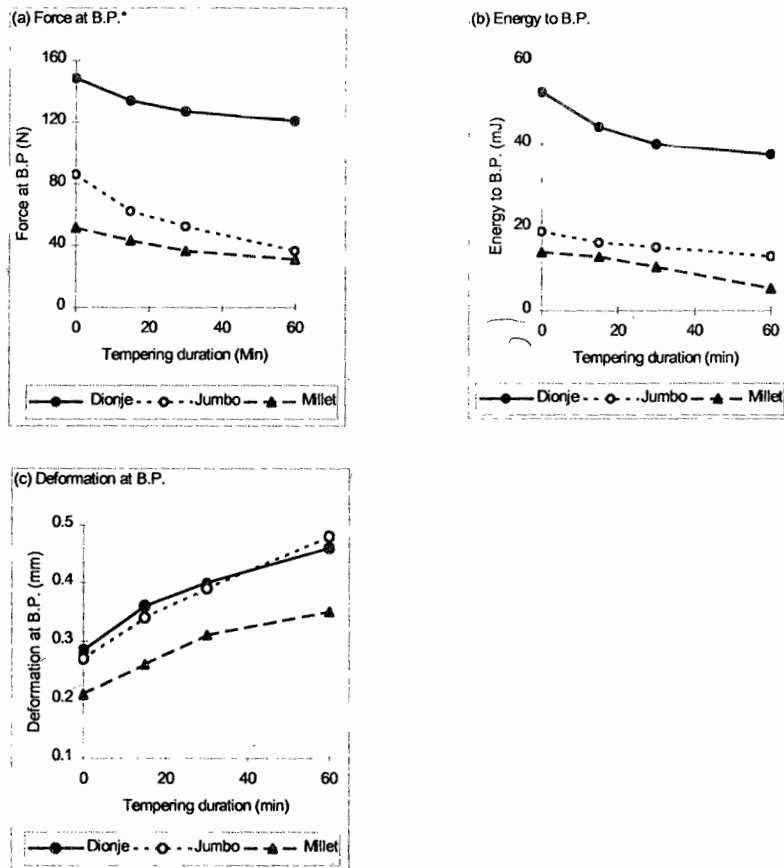 (a) Force at B.P.*
160
120
80
40
0
Force at B.P (N)
0 20 40 60
Tempering duration (Min)
Dionje Jumbo Millet
(b) Energy to B.P.
60
40
20
0
Energy to B.P. (mJ)
0 20 40 60
Tempering duration (min)
Dionje Jumbo Millet
(c) Deformation at B.P.
0.5
0.4
0.3
0.2
0.1
Deformation at B.P. (mm)
0 20 40 60
Tempering duration (min)
Dionje Jumbo Millet